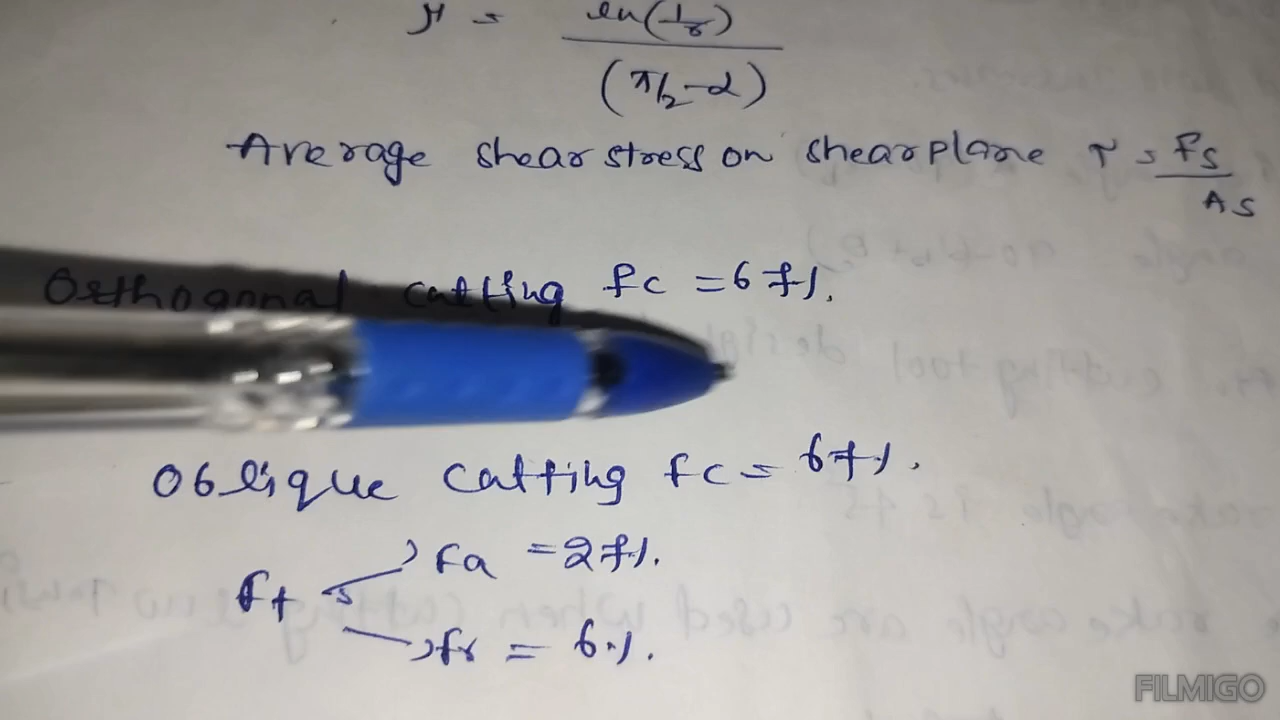 μ = ln(1/r)
(π/2-α)
Average shear stress on shear plane τ = Fs
As
Orthogonal cutting fc = 67%.
Oblique cutting fc = 67%.
fa = 27%.
ft
fr = 6%.
FILMIGO